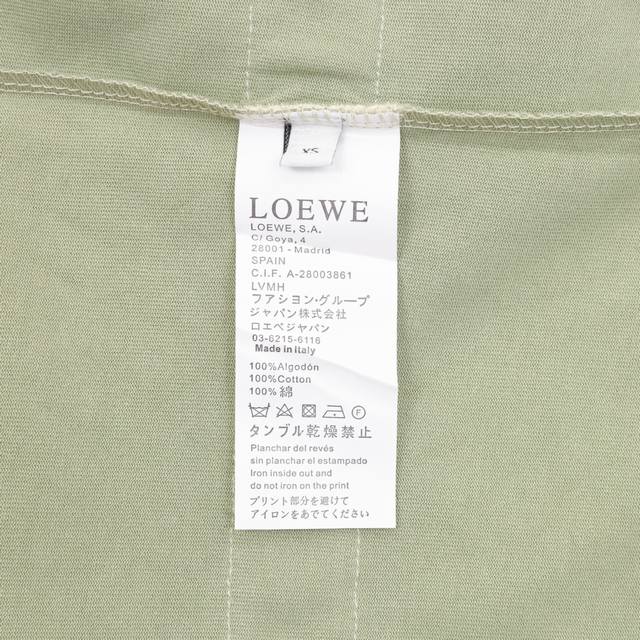 XS
LOEWE
LOEWE, S.A.
C/ Goya, 4
28001 - Madrid
SPAIN
C.I.F. A-28003861
LVMH
ファション・グループ
ジャパン株式会社
ロエベジャパン
03-6215-6116
Made in Italy
100%Algodón
100%Cotton
100% 綿
タンブル乾燥禁止
Planchar del revés
sin planchar el estampado
Iron inside out and
do not iron on the print
プリント部分を避けて
アイロンをあでてください